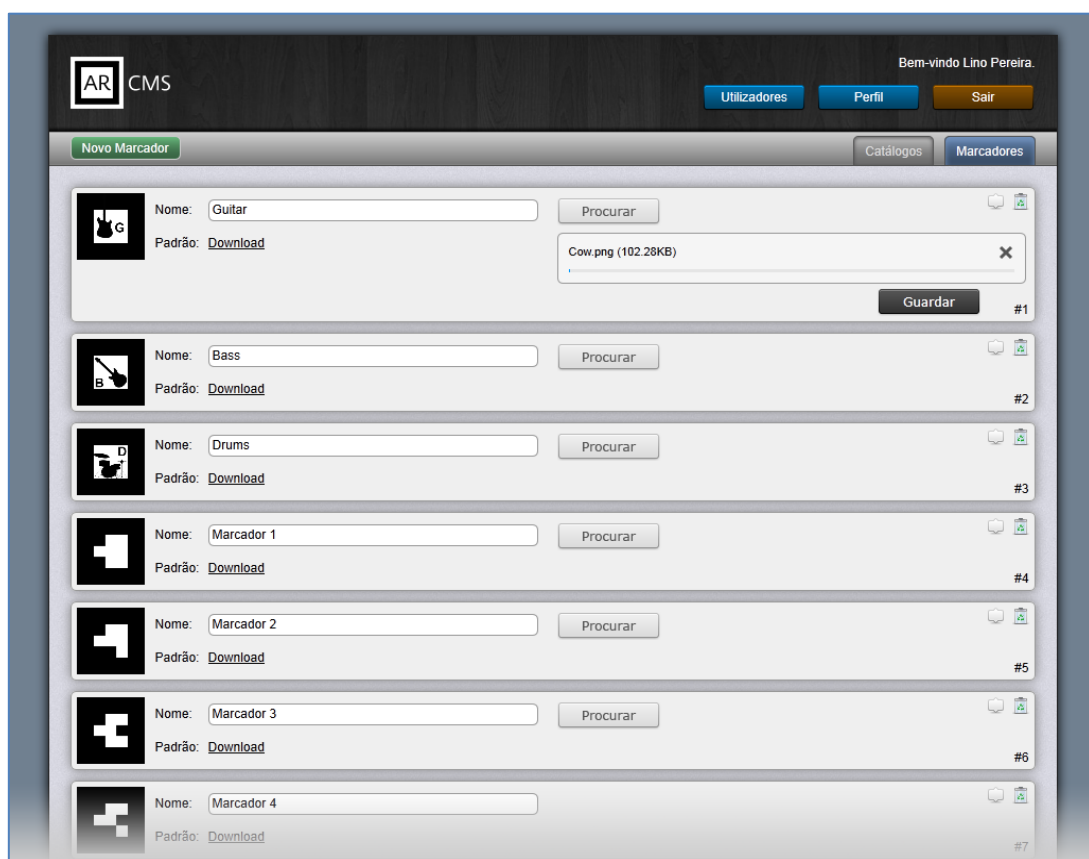 Bem-vindo Lino Pereira.
AR CMS
Utilizadores Perfil Sair
Novo Marcador Catálogos Marcadores
G
Nome: Guitar Procurar
Padrão: Download
Cow.png (102.28KB)
Guardar
#1
B
Nome: Bass Procurar
Padrão: Download
#2
D
Nome: Drums Procurar
Padrão: Download
#3
Nome: Marcador 1 Procurar
Padrão: Download
#4
Nome: Marcador 2 Procurar
Padrão: Download
#5
Nome: Marcador 3 Procurar
Padrão: Download
#6
Nome: Marcador 4
Padrão: Download
#7